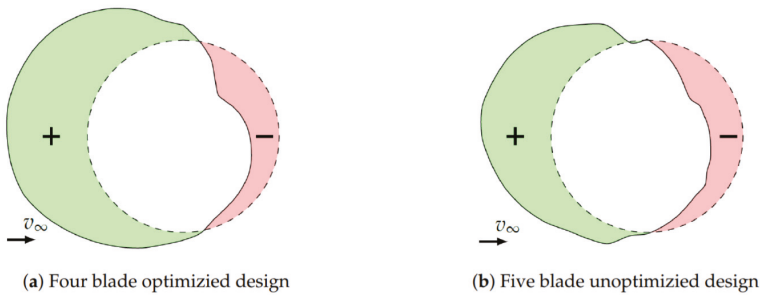 +
−
v∞
+
−
v∞
(a) Four blade optimizied design
(b) Five blade unoptimizied design